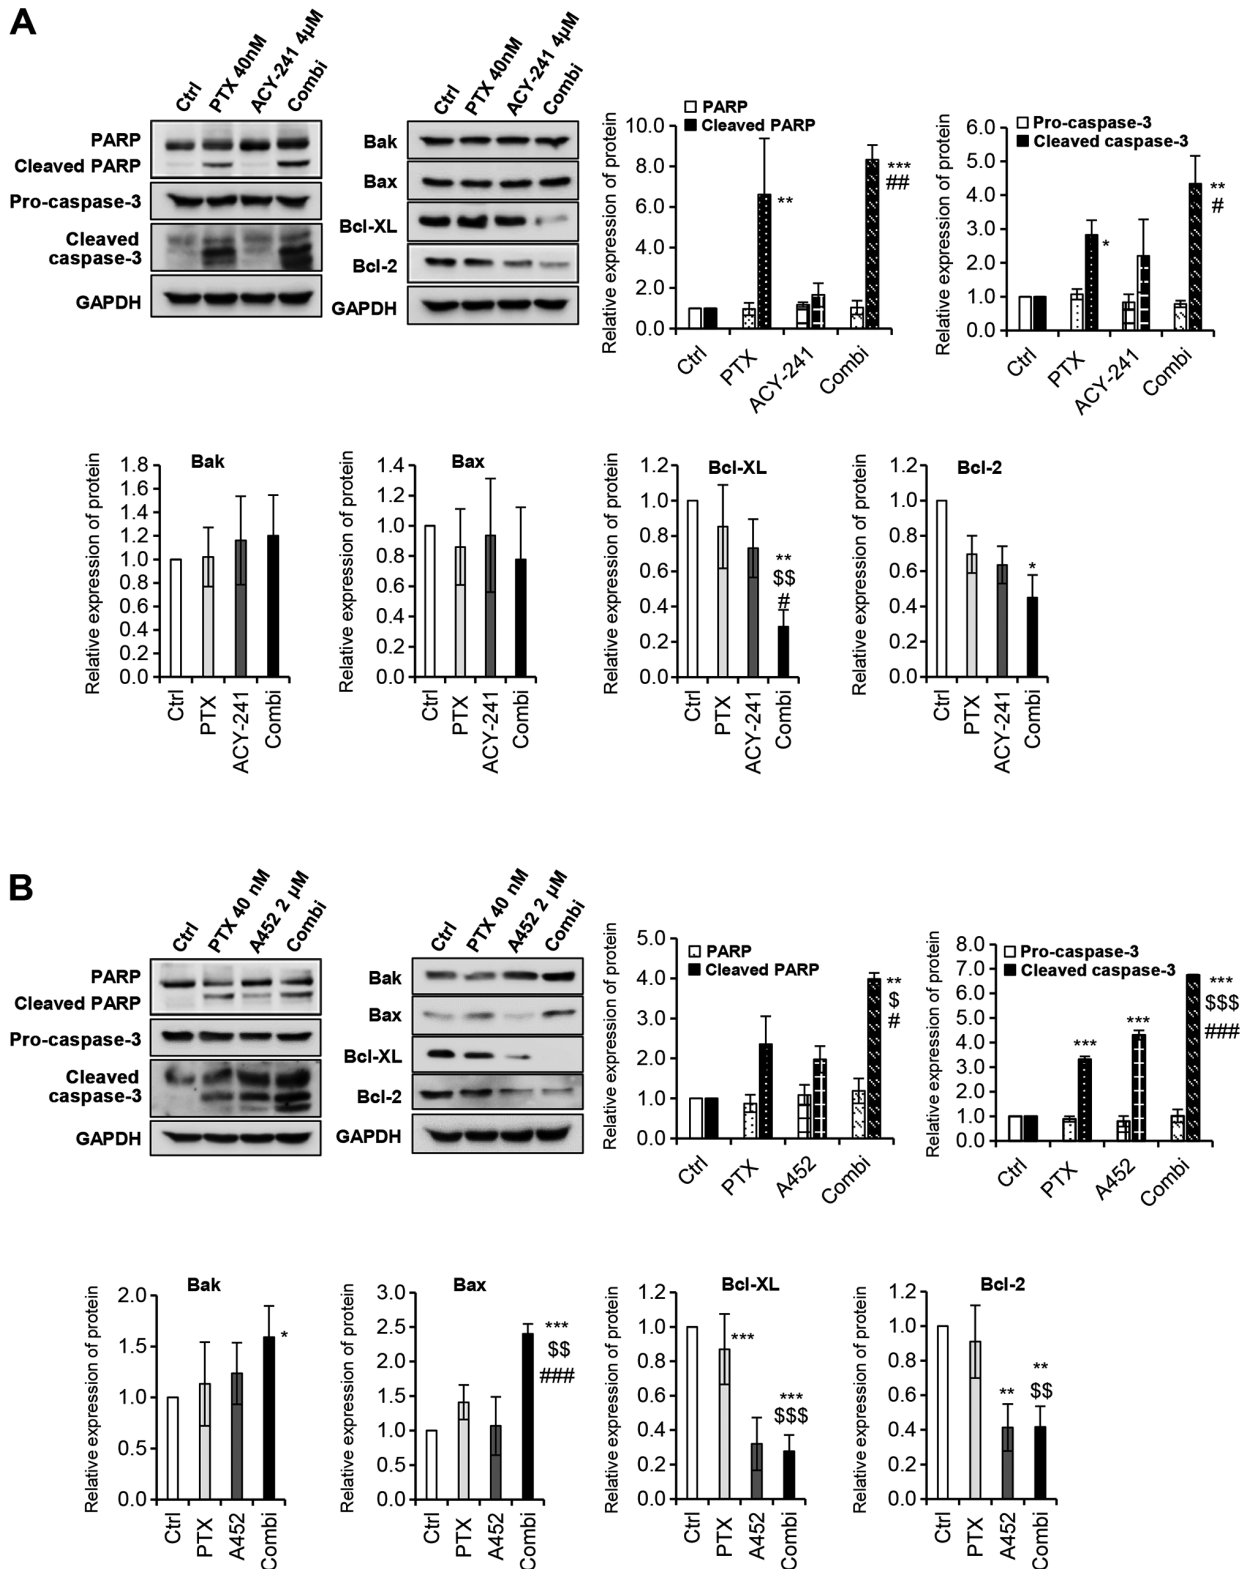 A
Ctrl
PTX 40nM
ACY-241 4µM
Combi
PARP
Cleaved PARP
Pro-caspase-3
Cleaved
caspase-3
GAPDH
Ctrl
PTX 40nM
ACY-241 4µM
Combi
Bak
Bax
Bcl-XL
Bcl-2
GAPDH
Relative expression of protein
PARP
Cleaved PARP
10.0
8.0
6.0
4.0
2.0
0.0
**
***
##
Ctrl
PTX
ACY-241
Combi
Relative expression of protein
Pro-caspase-3
Cleaved caspase-3
6.0
5.0
4.0
3.0
2.0
1.0
0.0
*
**
#
Ctrl
PTX
ACY-241
Combi
Relative expression of protein
Bak
1.8
1.6
1.4
1.2
1.0
0.8
0.6
0.4
0.2
0.0
Ctrl
PTX
ACY-241
Combi
Relative expression of protein
Bax
1.4
1.2
1.0
0.8
0.6
0.4
0.2
0.0
Ctrl
PTX
ACY-241
Combi
Relative expression of protein
Bcl-XL
1.2
1.0
0.8
0.6
0.4
0.2
0.0
**
$$
#
Ctrl
PTX
ACY-241
Combi
Relative expression of protein
Bcl-2
1.2
1.0
0.8
0.6
0.4
0.2
0.0
*
Ctrl
PTX
ACY-241
Combi
B
Ctrl
PTX 40 nM
A452 2 µM
Combi
PARP
Cleaved PARP
Pro-caspase-3
Cleaved
caspase-3
GAPDH
Ctrl
PTX 40 nM
A452 2 µM
Combi
Bak
Bax
Bcl-XL
Bcl-2
GAPDH
Relative expression of protein
PARP
Cleaved PARP
5.0
4.0
3.0
2.0
1.0
0.0
**
$
#
Ctrl
PTX
A452
Combi
Relative expression of protein
Pro-caspase-3
Cleaved caspase-3
8.0
7.0
6.0
5.0
4.0
3.0
2.0
1.0
0.0
***
***
***
$$$
###
Ctrl
PTX
A452
Combi
Relative expression of protein
Bak
2.0
1.5
1.0
0.5
0.0
*
Ctrl
PTX
A452
Combi
Relative expression of protein
Bax
3.0
2.5
2.0
1.5
1.0
0.5
0.0
***
$$
###
Ctrl
PTX
A452
Combi
Relative expression of protein
Bcl-XL
1.2
1.0
0.8
0.6
0.4
0.2
0.0
***
***
$$$
Ctrl
PTX
A452
Combi
Relative expression of protein
Bcl-2
1.2
1.0
0.8
0.6
0.4
0.2
0.0
**
**
$$
Ctrl
PTX
A452
Combi